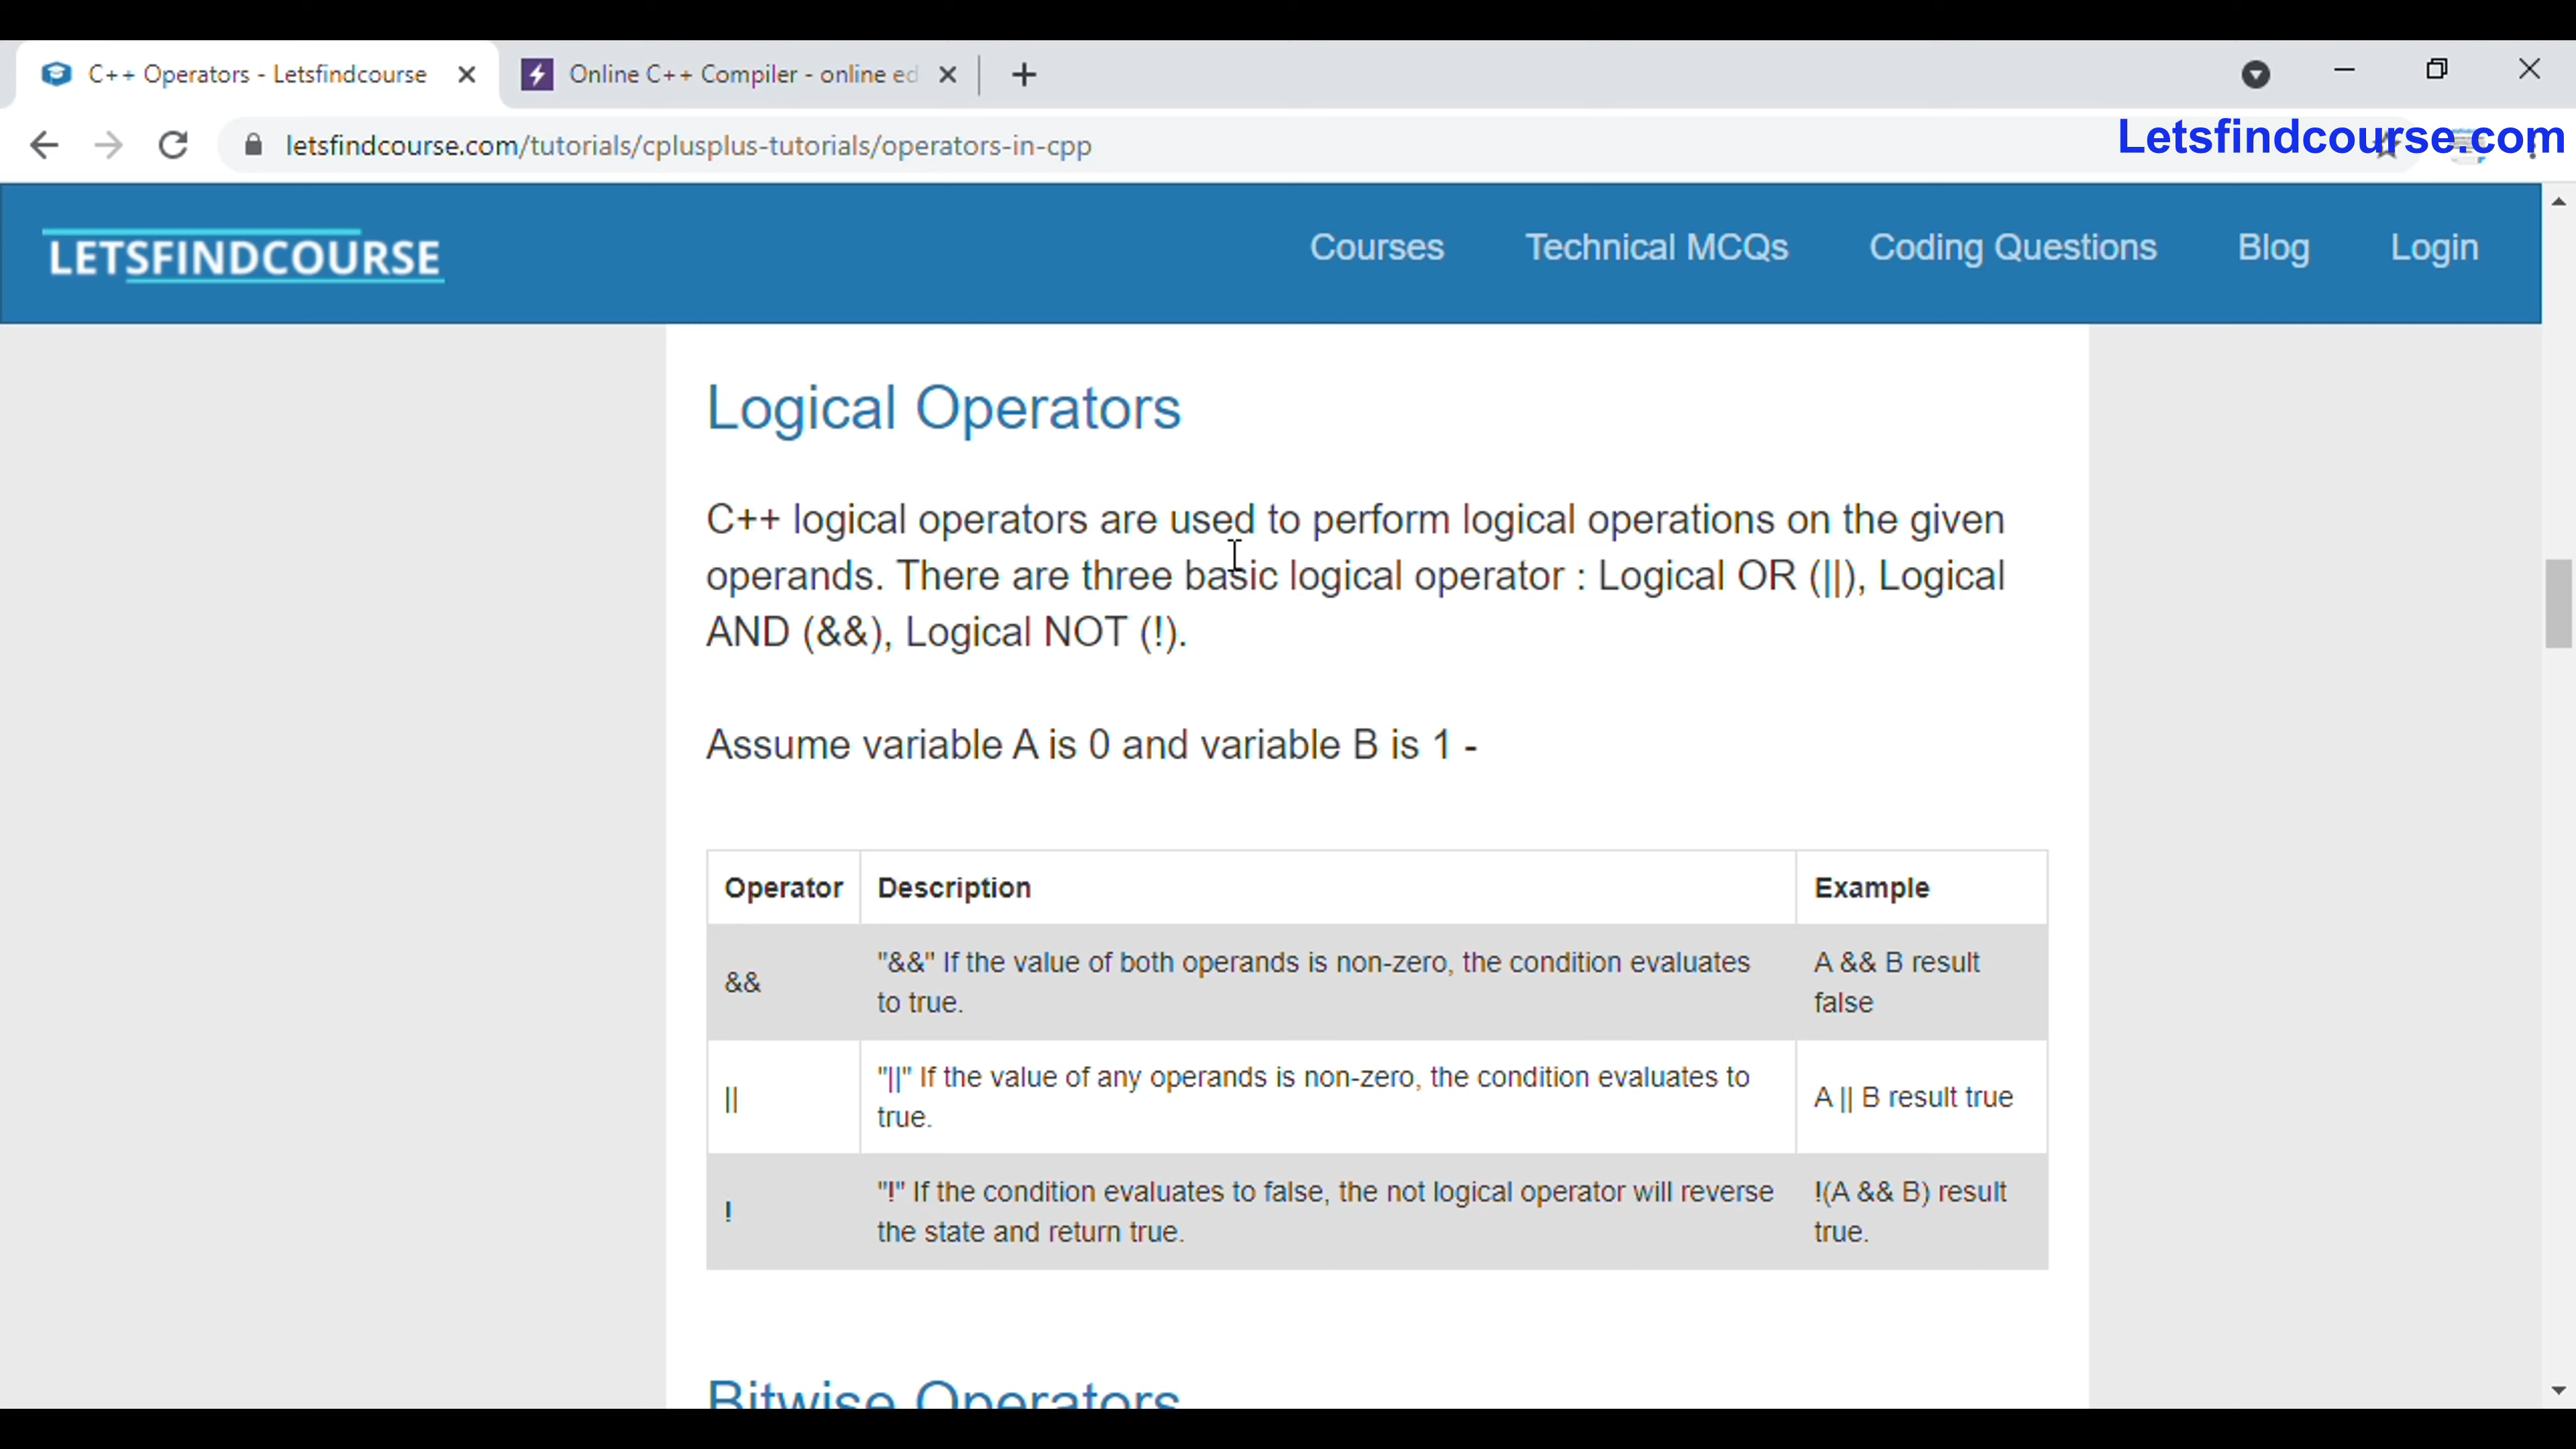 C++ Operators - Letsfindcourse
Online C++ Compiler - online ed
letsfindcourse.com/tutorials/cplusplus-tutorials/operators-in-cpp
Letsfindcourse.com
LETSFINDCOURSE
Courses
Technical MCQs
Coding Questions
Blog
Login
Logical Operators
C++ logical operators are used to perform logical operations on the given
operands. There are three basic logical operator : Logical OR (||), Logical
AND (&&), Logical NOT (!).
Assume variable A is 0 and variable B is 1 -
Operator
Description
Example
&&
"&&" If the value of both operands is non-zero, the condition evaluates
to true.
A && B result
false
||
"||" If the value of any operands is non-zero, the condition evaluates to
true.
A || B result true
!
"!" If the condition evaluates to false, the not logical operator will reverse
the state and return true.
!(A && B) result
true.
Bitwise Operators